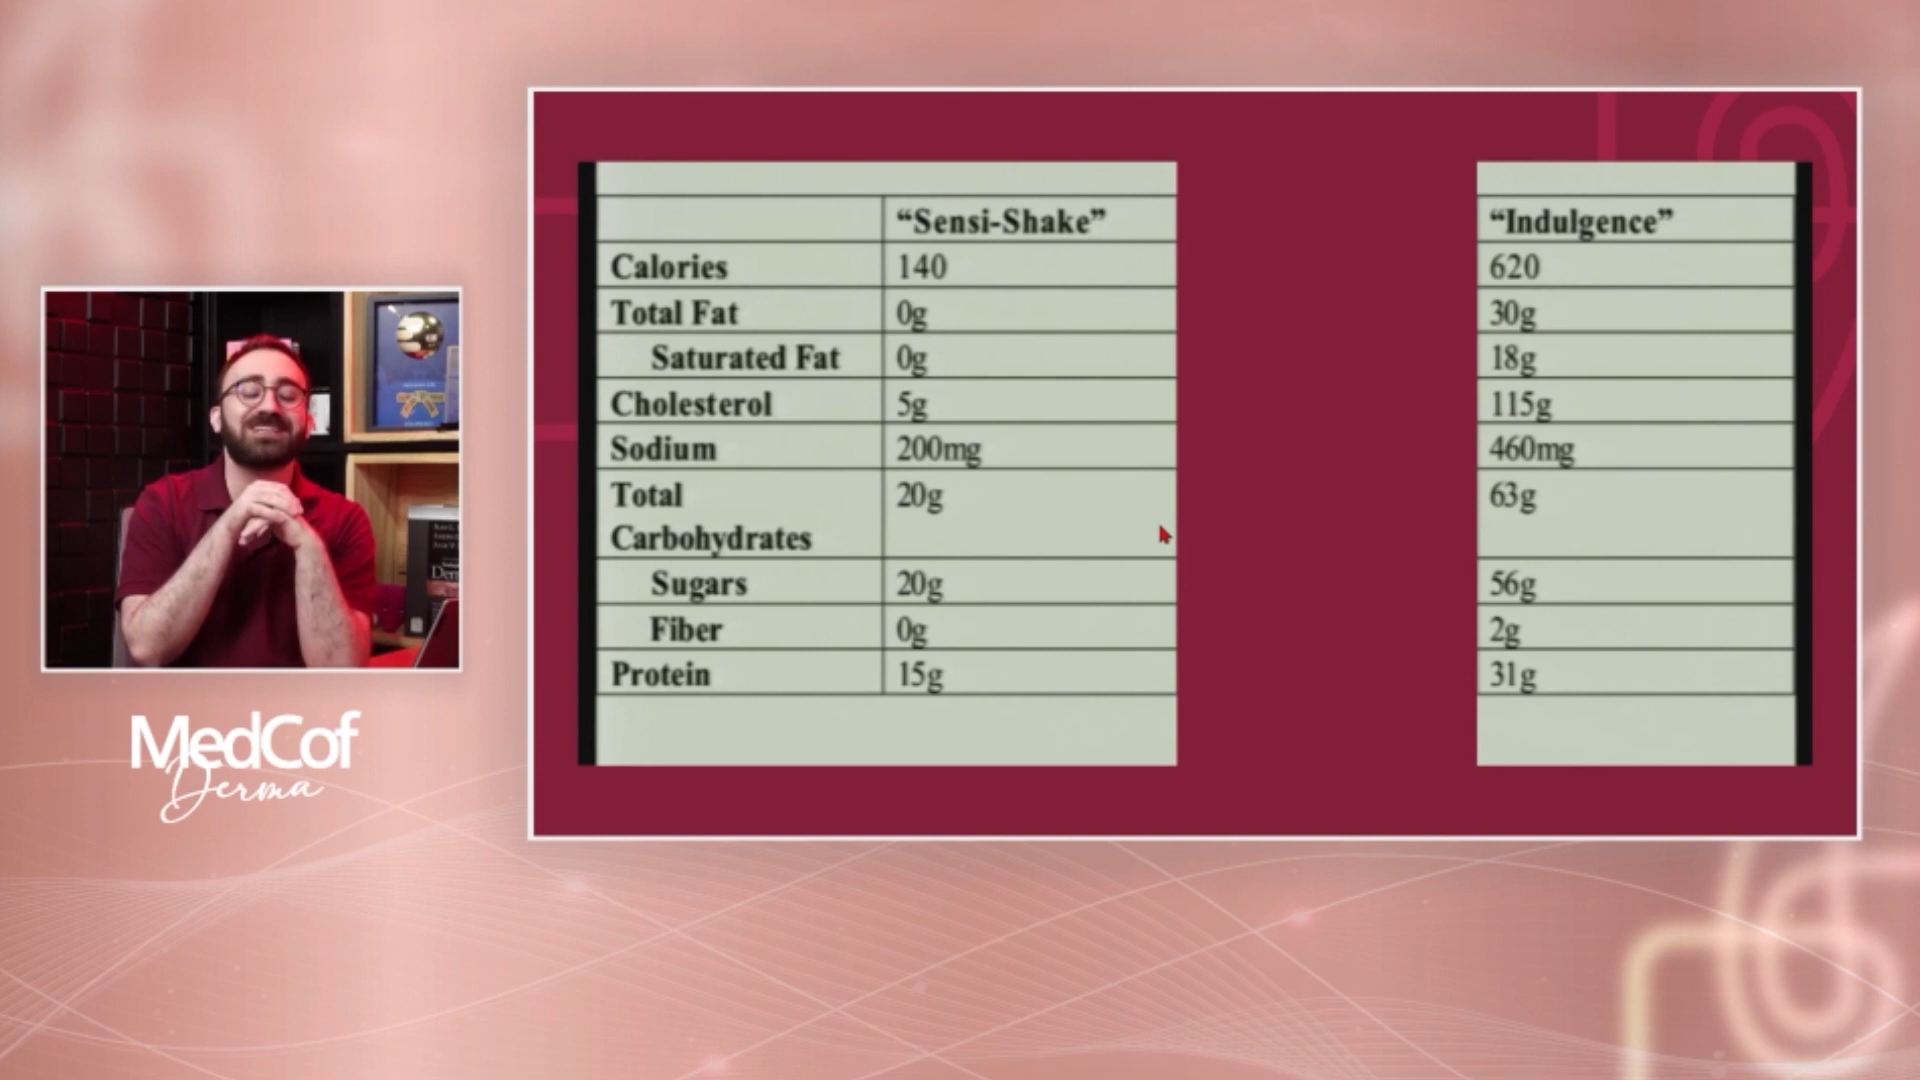 “Sensi-Shake” “Indulgence”
Calories 140 620
Total Fat 0g 30g
Saturated Fat 0g 18g
Cholesterol 5g 115g
Sodium 200mg 460mg
Total 20g 63g
Carbohydrates
Sugars 20g 56g
Fiber 0g 2g
Protein 15g 31g
MedCof
Derma